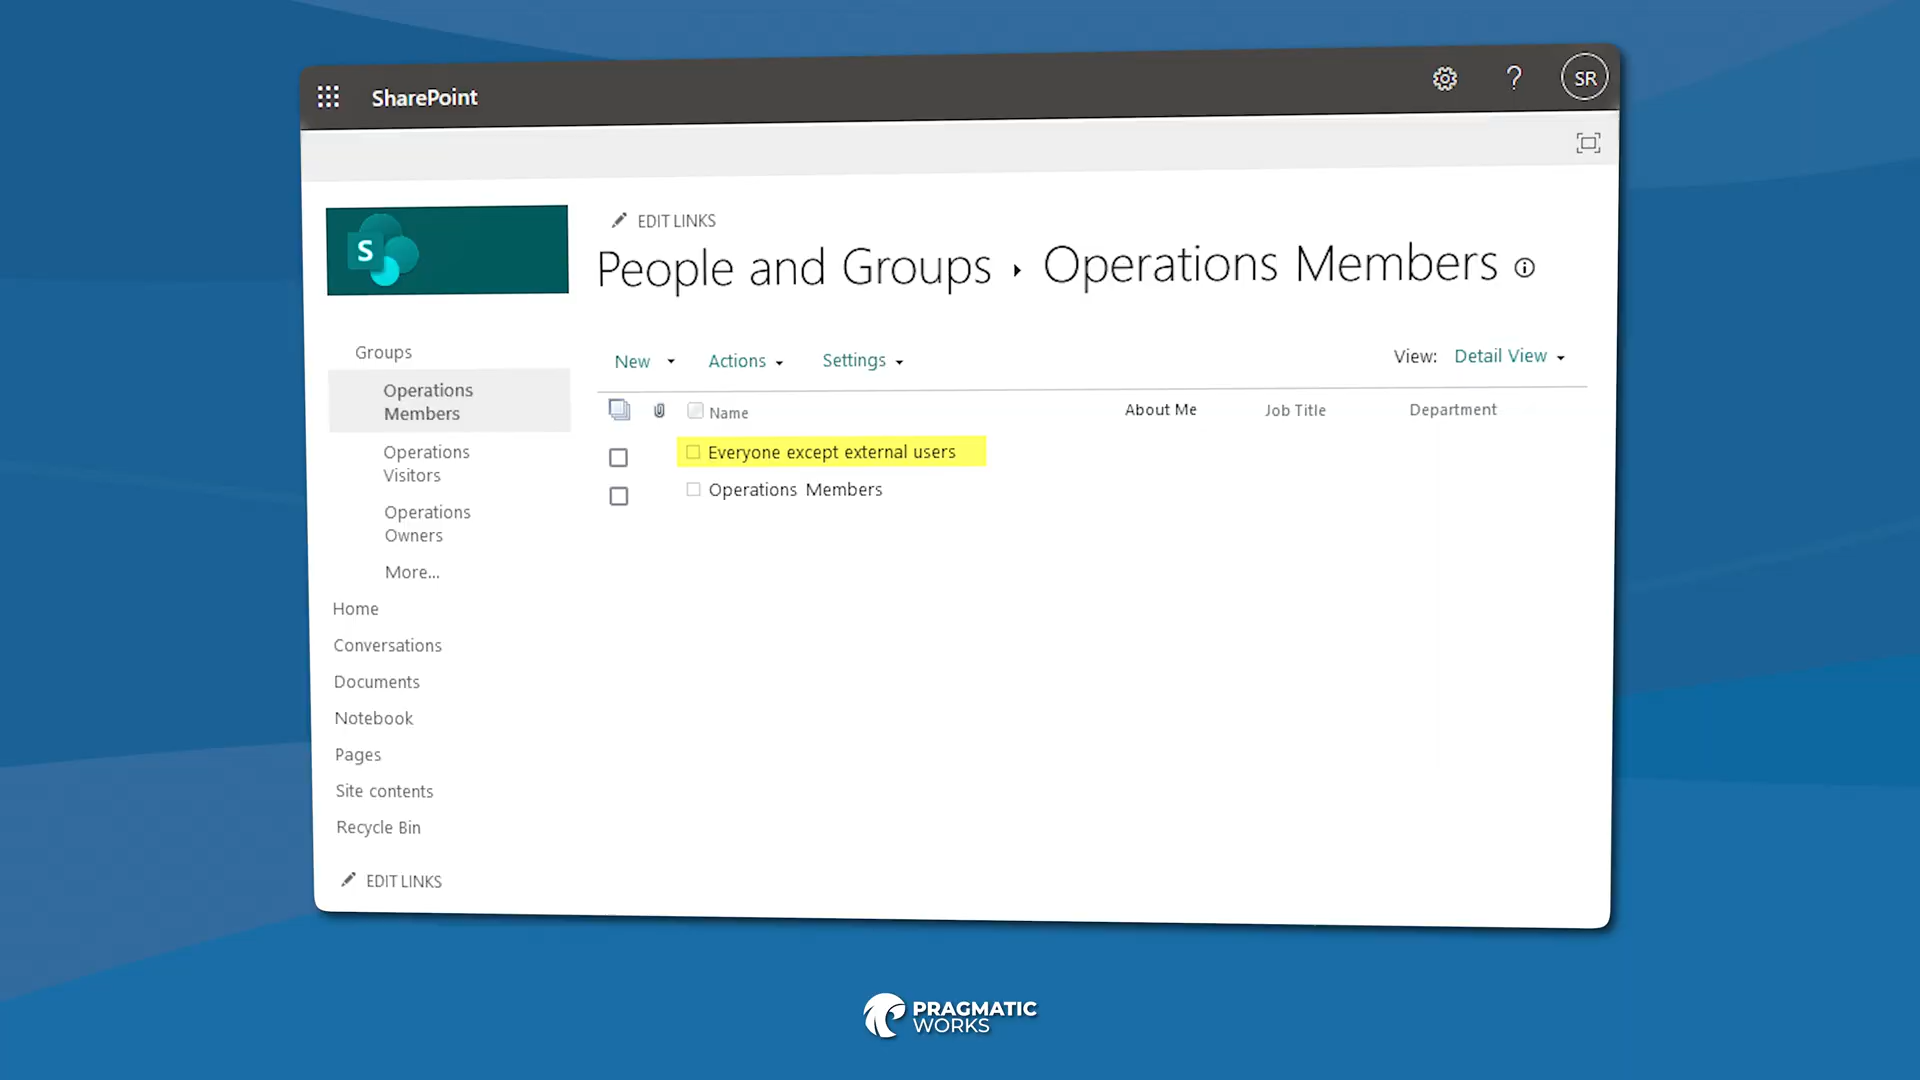 SharePoint
?
SR
S
EDIT LINKS
People and Groups ▸ Operations Members
New
Actions
Settings
View: Detail View
Name
About Me
Job Title
Department
Everyone except external users
Operations Members
Groups
Operations
Members
Operations
Visitors
Operations
Owners
More...
Home
Conversations
Documents
Notebook
Pages
Site contents
Recycle Bin
EDIT LINKS
PRAGMATIC
WORKS